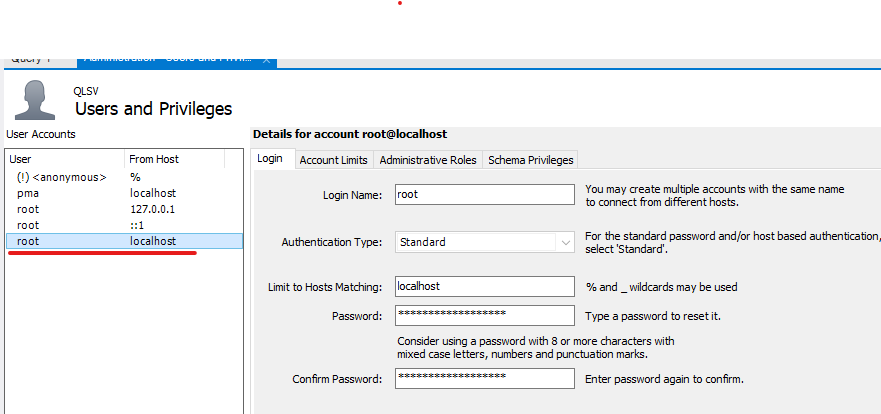 Query 1
Administration - Users and Privil... ×
QLSV
Users and Privileges
User Accounts
User From Host
(!) <anonymous> %
pma localhost
root 127.0.0.1
root ::1
root localhost
Details for account root@localhost
Login Account Limits Administrative Roles Schema Privileges
Login Name: root You may create multiple accounts with the same name
to connect from different hosts.
Authentication Type: Standard For the standard password and/or host based authentication,
select 'Standard'.
Limit to Hosts Matching: localhost % and _ wildcards may be used
Password: ****************** Type a password to reset it.
Consider using a password with 8 or more characters with
mixed case letters, numbers and punctuation marks.
Confirm Password: ****************** Enter password again to confirm.